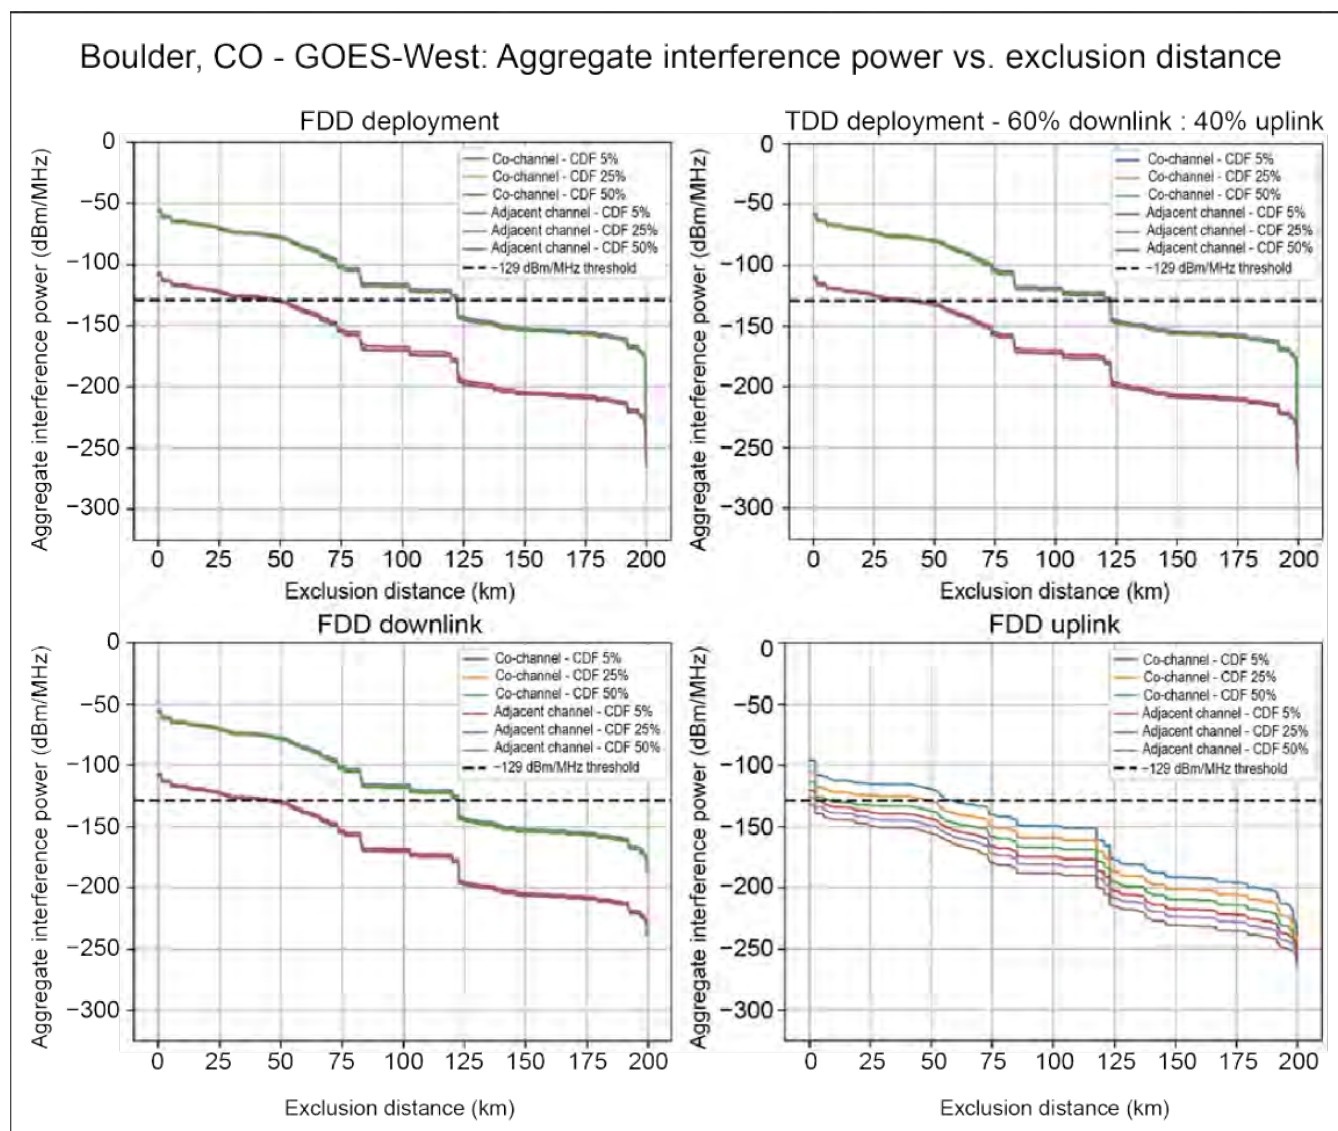 Boulder, CO - GOES-West: Aggregate interference power vs. exclusion distance
FDD deployment
Aggregate interference power (dBm/MHz)
0
−50
−100
−150
−200
−250
−300
Co-channel - CDF 5%
Co-channel - CDF 25%
Co-channel - CDF 50%
Adjacent channel - CDF 5%
Adjacent channel - CDF 25%
Adjacent channel - CDF 50%
−129 dBm/MHz threshold
0 25 50 75 100 125 150 175 200
Exclusion distance (km)
TDD deployment - 60% downlink : 40% uplink
Aggregate interference power (dBm/MHz)
0
−50
−100
−150
−200
−250
−300
Co-channel - CDF 5%
Co-channel - CDF 25%
Co-channel - CDF 50%
Adjacent channel - CDF 5%
Adjacent channel - CDF 25%
Adjacent channel - CDF 50%
−129 dBm/MHz threshold
0 25 50 75 100 125 150 175 200
Exclusion distance (km)
FDD downlink
Aggregate interference power (dBm/MHz)
0
−50
−100
−150
−200
−250
−300
Co-channel - CDF 5%
Co-channel - CDF 25%
Co-channel - CDF 50%
Adjacent channel - CDF 5%
Adjacent channel - CDF 25%
Adjacent channel - CDF 50%
−129 dBm/MHz threshold
0 25 50 75 100 125 150 175 200
Exclusion distance (km)
FDD uplink
Aggregate interference power (dBm/MHz)
0
−50
−100
−150
−200
−250
−300
Co-channel - CDF 5%
Co-channel - CDF 25%
Co-channel - CDF 50%
Adjacent channel - CDF 5%
Adjacent channel - CDF 25%
Adjacent channel - CDF 50%
−129 dBm/MHz threshold
0 25 50 75 100 125 150 175 200
Exclusion distance (km)